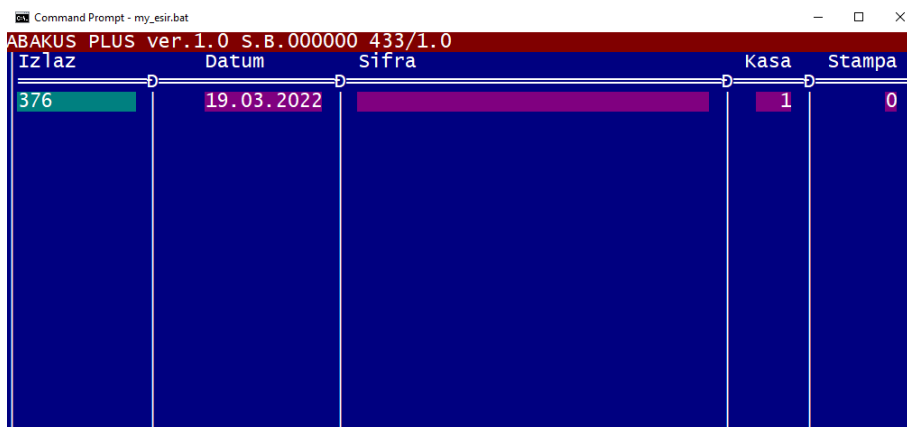 Command Prompt - my_esir.bat
ABAKUS PLUS ver.1.0 S.B.000000 433/1.0
Izlaz Datum Sifra Kasa Stampa
Đ Đ Đ Đ
376 19.03.2022 1 0